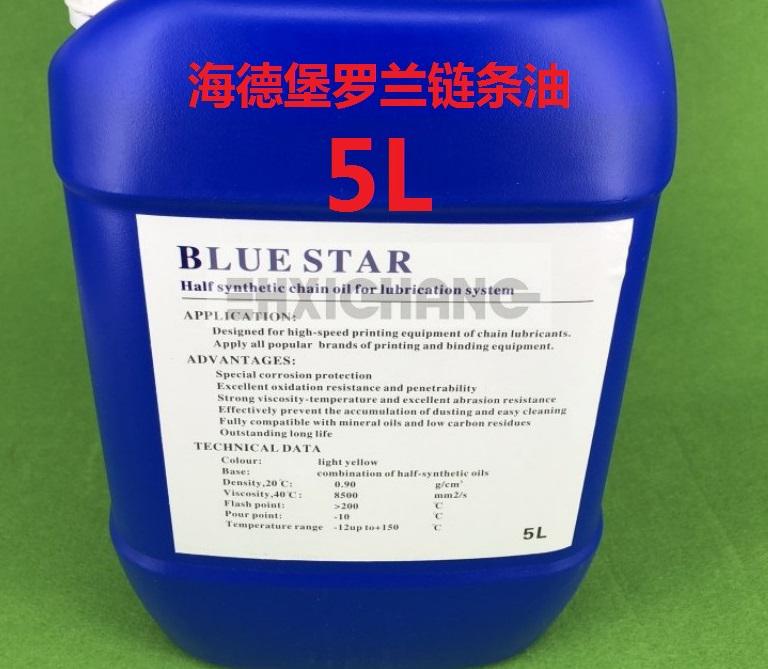 海德堡罗兰链条油
5L
BLUE STAR
Half synthetic chain oil for lubrication system
EHXIGHANG
APPLICATION:
Designed for high-speed printing equipment of chain lubricants.
Apply all popular brands of printing and binding equipment.
ADVANTAGES:
Special corrosion protection
Excellent oxidation resistance and penetrability
Strong viscosity-temperature and excellent abrasion resistance
Effectively prevent the accumulation of dusting and easy cleaning
Fully compatible with mineral oils and low carbon residues
Outstanding long life
TECHNICAL DATA
Colour: light yellow
Base: combination of half-synthetic oils
Density,20℃: 0.90 g/cm³
Viscosity,40℃: 8500 mm2/s
Flash point: >200 ℃
Pour point: -10 ℃
Temperature range -12up to+150 ℃
5L